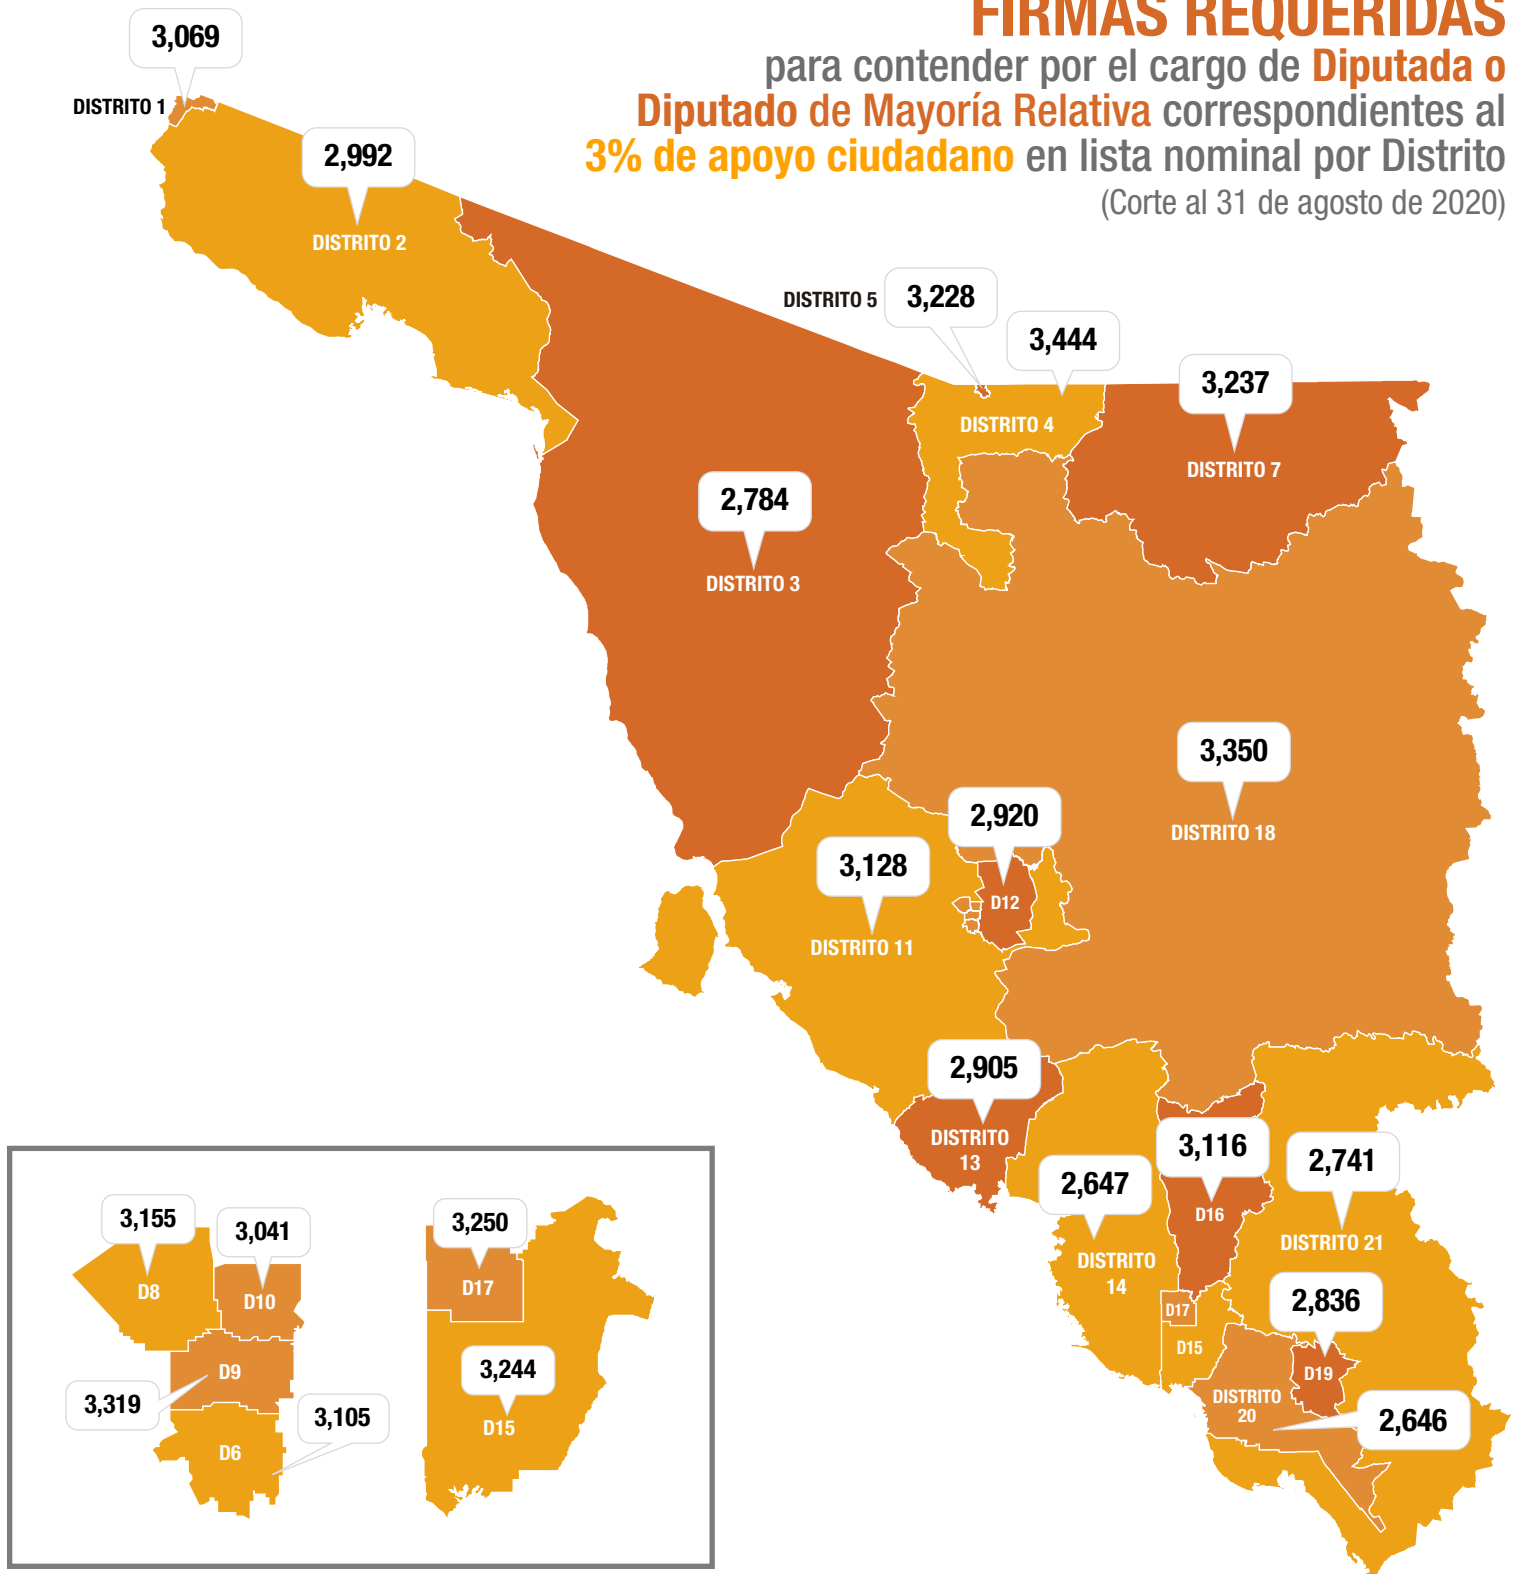 FIRMAS REQUERIDAS
para contender por el cargo de Diputada o
Diputado de Mayoría Relativa correspondientes al
3% de apoyo ciudadano en lista nominal por Distrito
(Corte al 31 de agosto de 2020)
3,069
DISTRITO 1
2,992
DISTRITO 2
DISTRITO 5
3,228
3,444
DISTRITO 4
3,237
DISTRITO 7
2,784
DISTRITO 3
3,350
DISTRITO 18
2,920
D12
3,128
DISTRITO 11
2,905
DISTRITO
13
2,647
DISTRITO
14
3,116
D16
2,741
DISTRITO 21
D17
D15
2,836
D19
DISTRITO
20
2,646
3,155
D8
3,041
D10
D9
3,319
3,105
D6
3,250
D17
3,244
D15